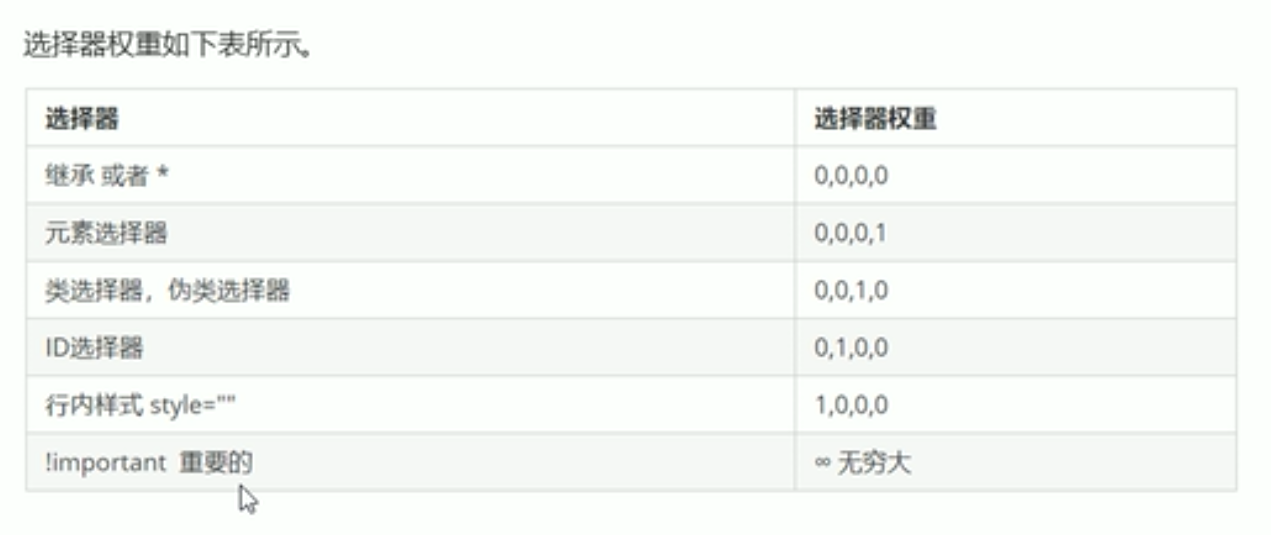 选择器权重如下表所示。
选择器 选择器权重
继承 或者 * 0,0,0,0
元素选择器 0,0,0,1
类选择器，伪类选择器 0,0,1,0
ID选择器 0,1,0,0
行内样式 style="" 1,0,0,0
!important 重要的 ∞ 无穷大